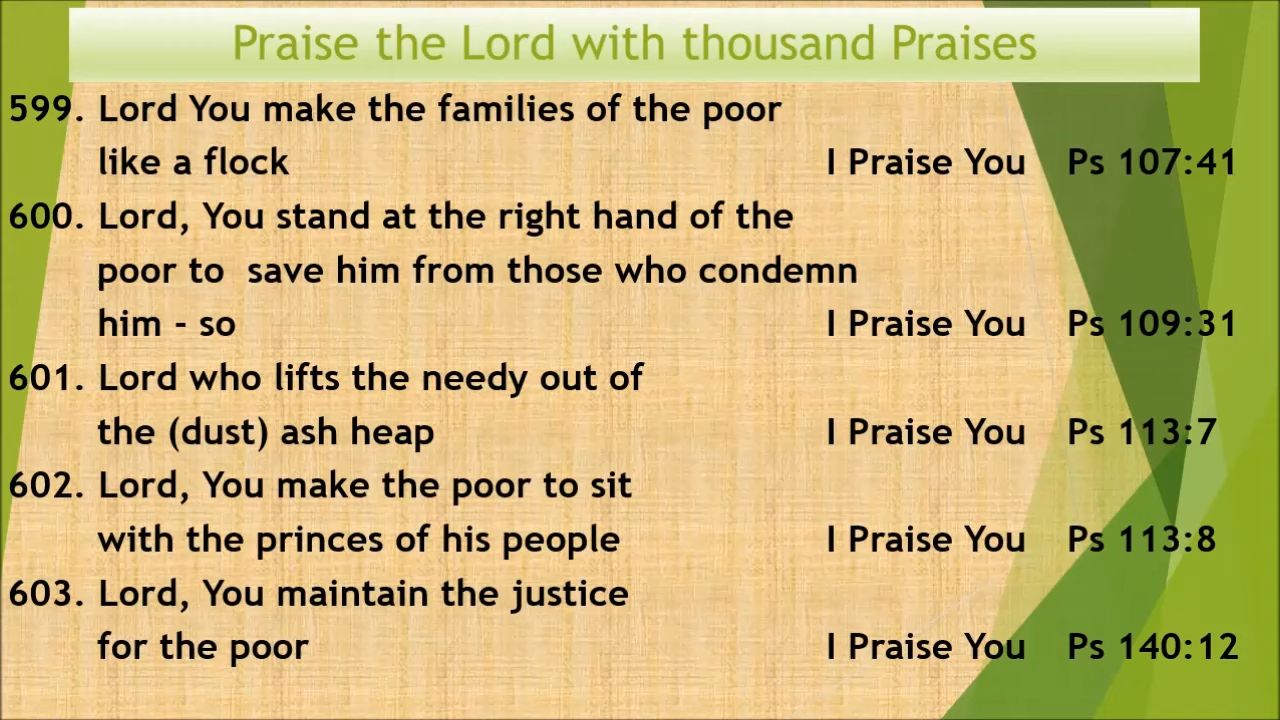 Praise the Lord with thousand Praises
599. Lord You make the families of the poor
like a flock I Praise You Ps 107:41
600. Lord, You stand at the right hand of the
poor to save him from those who condemn
him - so I Praise You Ps 109:31
601. Lord who lifts the needy out of
the (dust) ash heap I Praise You Ps 113:7
602. Lord, You make the poor to sit
with the princes of his people I Praise You Ps 113:8
603. Lord, You maintain the justice
for the poor I Praise You Ps 140:12